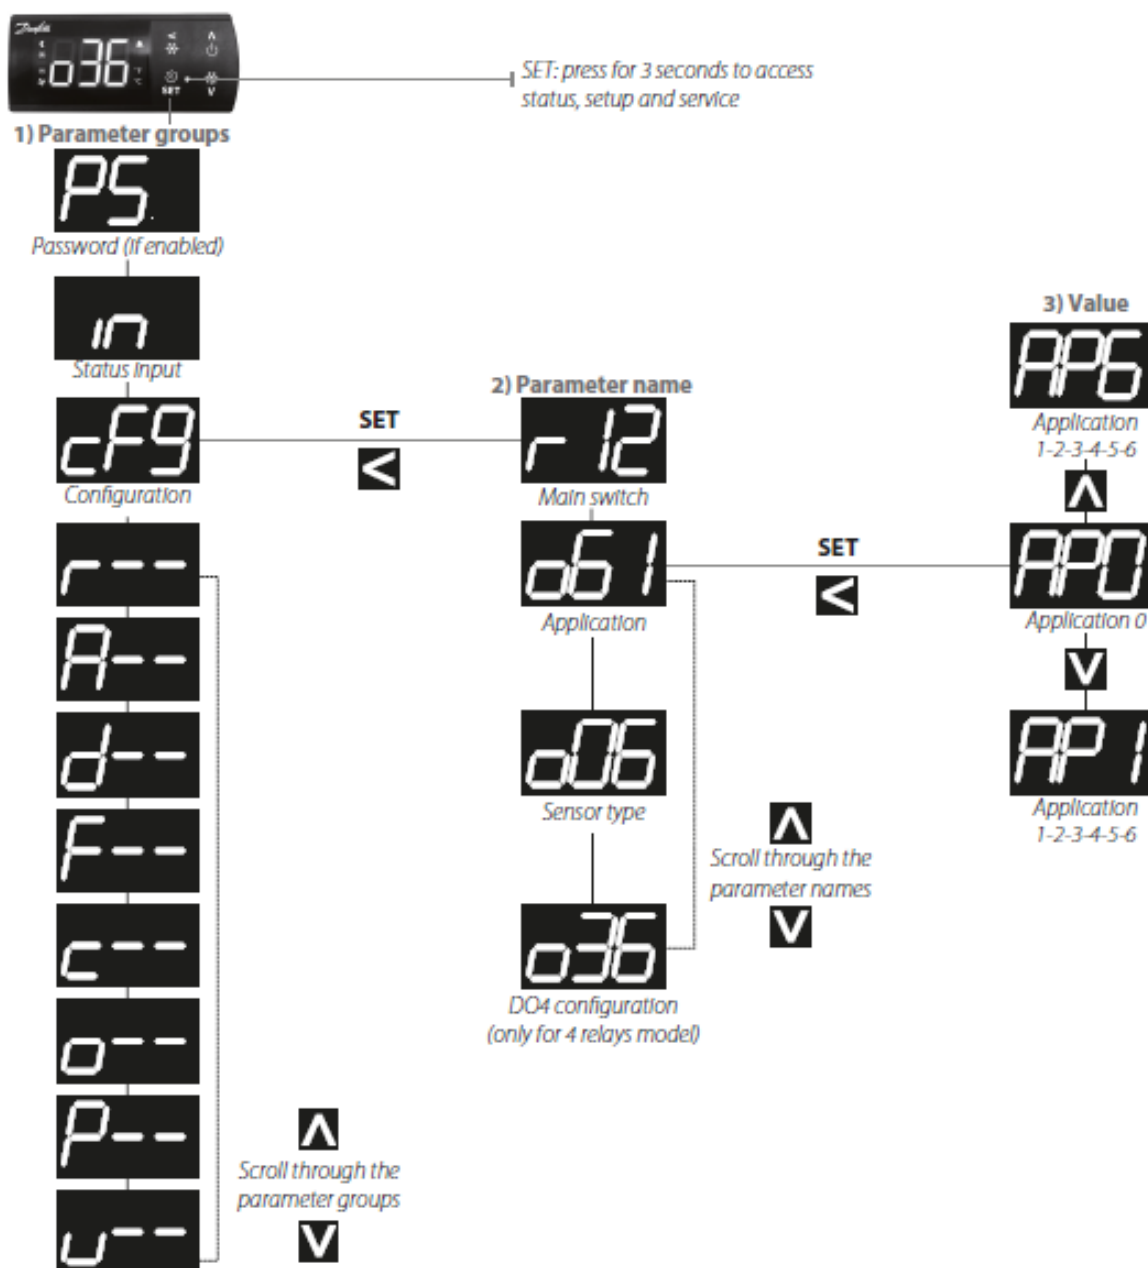 Danfoss
o36
SET
SET: press for 3 seconds to access
status, setup and service
1) Parameter groups
PS
Password (if enabled)
in
Status input
cFg
Configuration
r--
A--
d--
F--
c--
o--
P--
u--
Scroll through the
parameter groups
SET
2) Parameter name
r12
Main switch
o61
Application
o06
Sensor type
o36
DO4 configuration
(only for 4 relays model)
Scroll through the
parameter names
SET
3) Value
AP6
Application
1-2-3-4-5-6
AP0
Application 0
AP1
Application
1-2-3-4-5-6